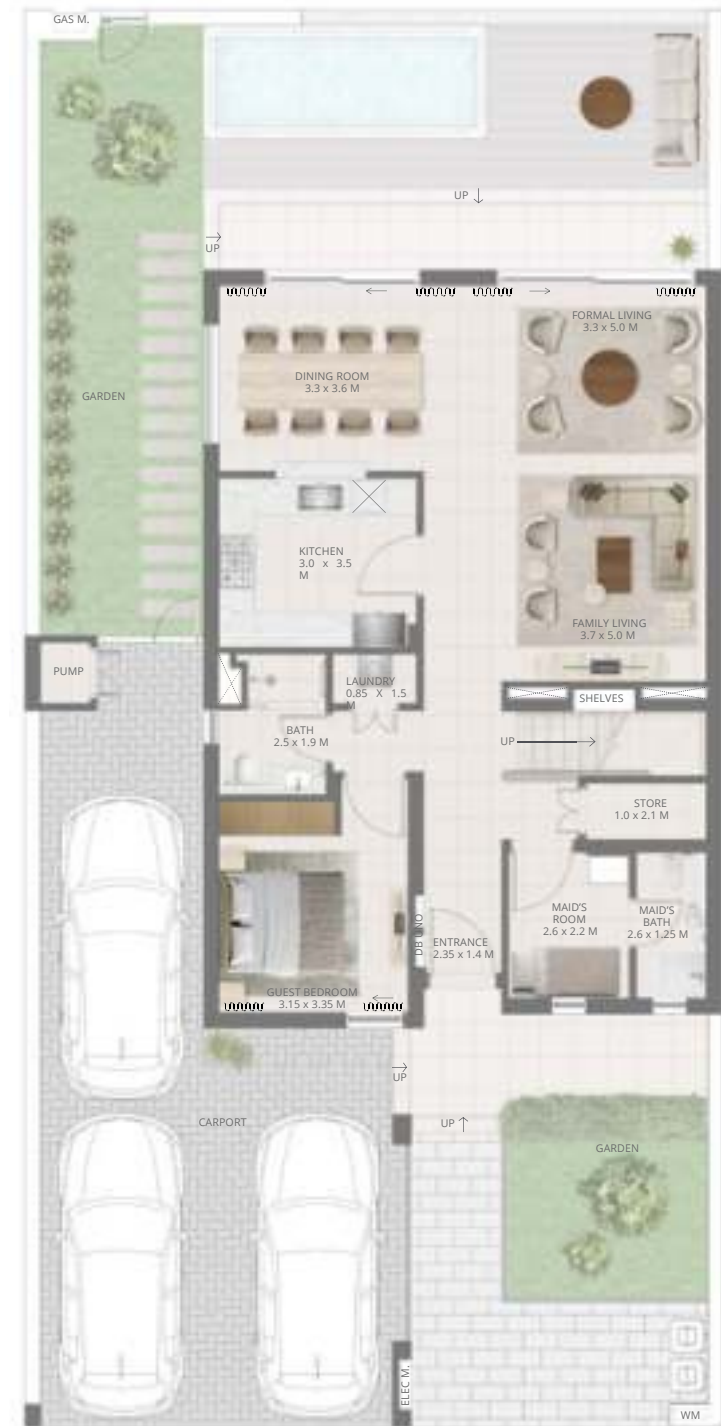 GAS M.
UP
UP
FORMAL LIVING
3.3 x 5.0 M
DINING ROOM
3.3 x 3.6 M
GARDEN
KITCHEN
3.0 x 3.5
M
FAMILY LIVING
3.7 x 5.0 M
PUMP
LAUNDRY
0.85 X 1.5
M
SHELVES
BATH
2.5 x 1.9 M
UP
STORE
1.0 x 2.1 M
MAID'S
ROOM
2.6 x 2.2 M
MAID'S
BATH
2.6 x 1.25 M
DB UNO
ENTRANCE
2.35 x 1.4 M
GUEST BEDROOM
3.15 x 3.35 M
UP
CARPORT
UP
GARDEN
ELEC M.
WM